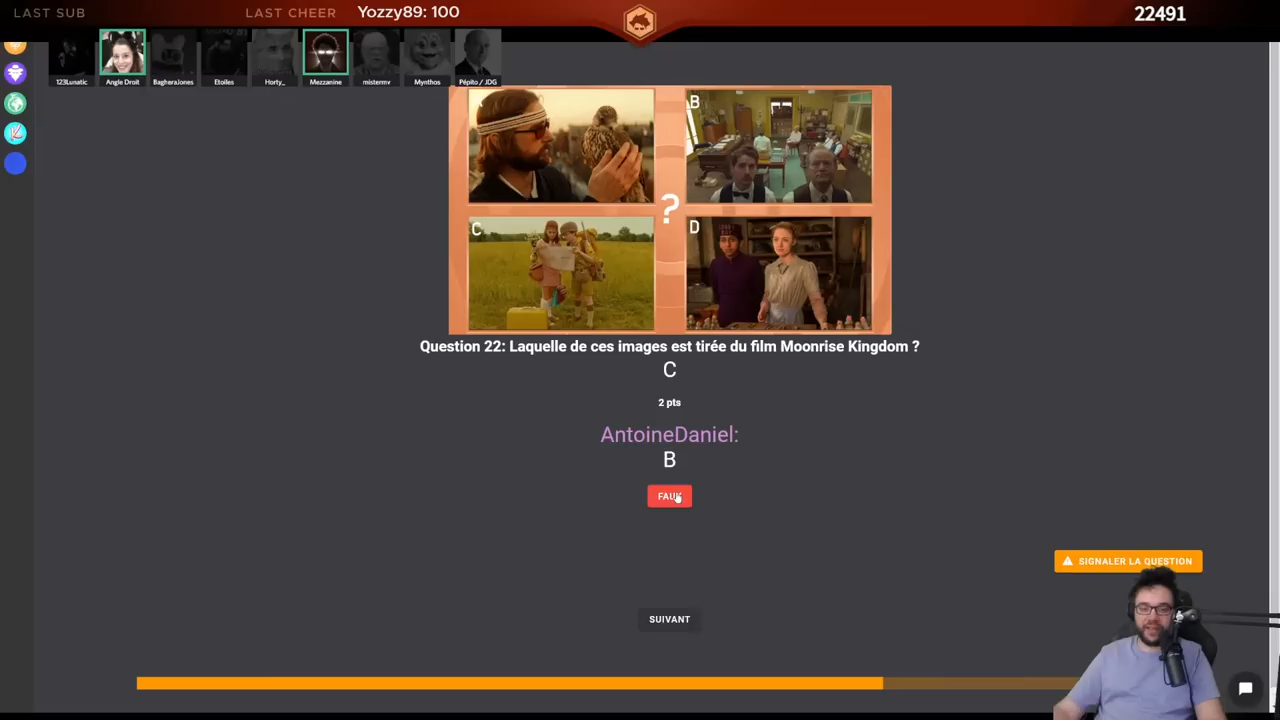 LAST SUB
LAST CHEER Yozzy89: 100
22491
123Lunatic Angle Droit BagheraJones Etoiles Horty_ Mezzanine mistermv Mynthos Pépito / JDG
B
?
C
D
Question 22: Laquelle de ces images est tirée du film Moonrise Kingdom ?
C
2 pts
AntoineDaniel:
B
FAUX
SIGNALER LA QUESTION
SUIVANT